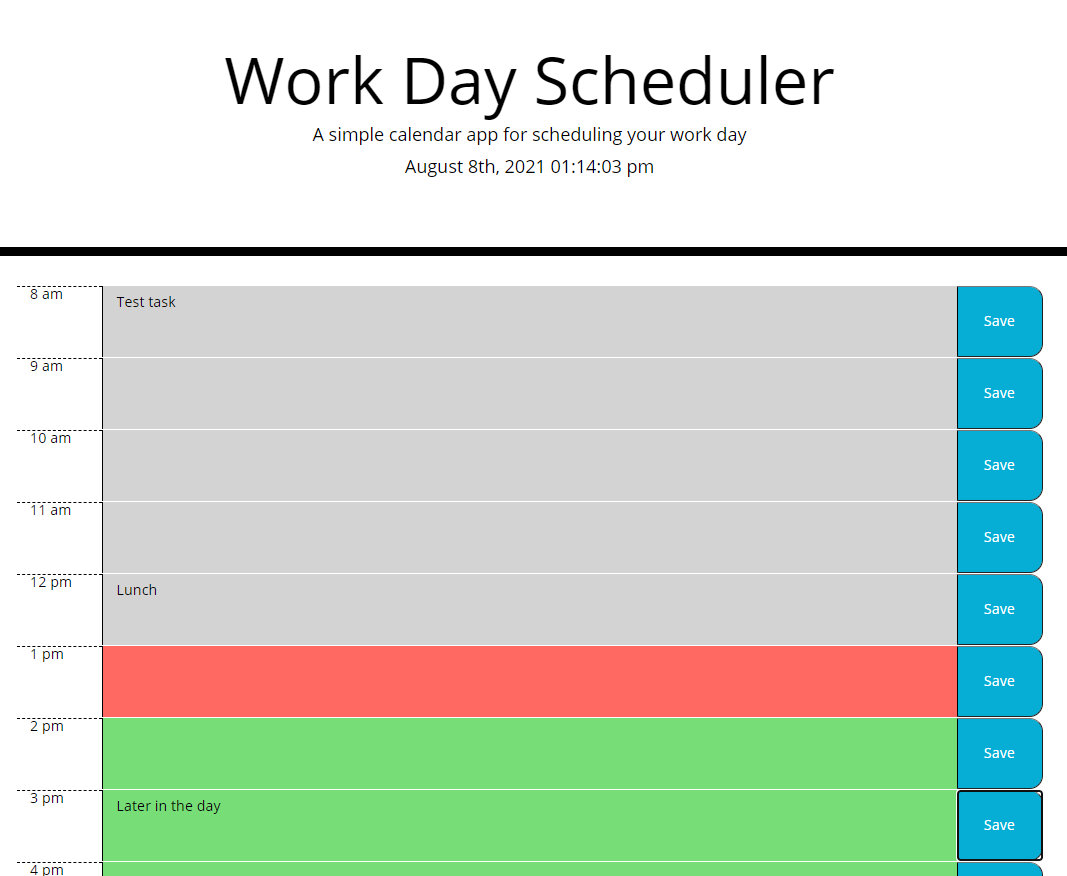 Work Day Scheduler
A simple calendar app for scheduling your work day
August 8th, 2021 01:14:03 pm
8 am Test task Save
9 am Save
10 am Save
11 am Save
12 pm Lunch Save
1 pm Save
2 pm Save
3 pm Later in the day Save
4 pm